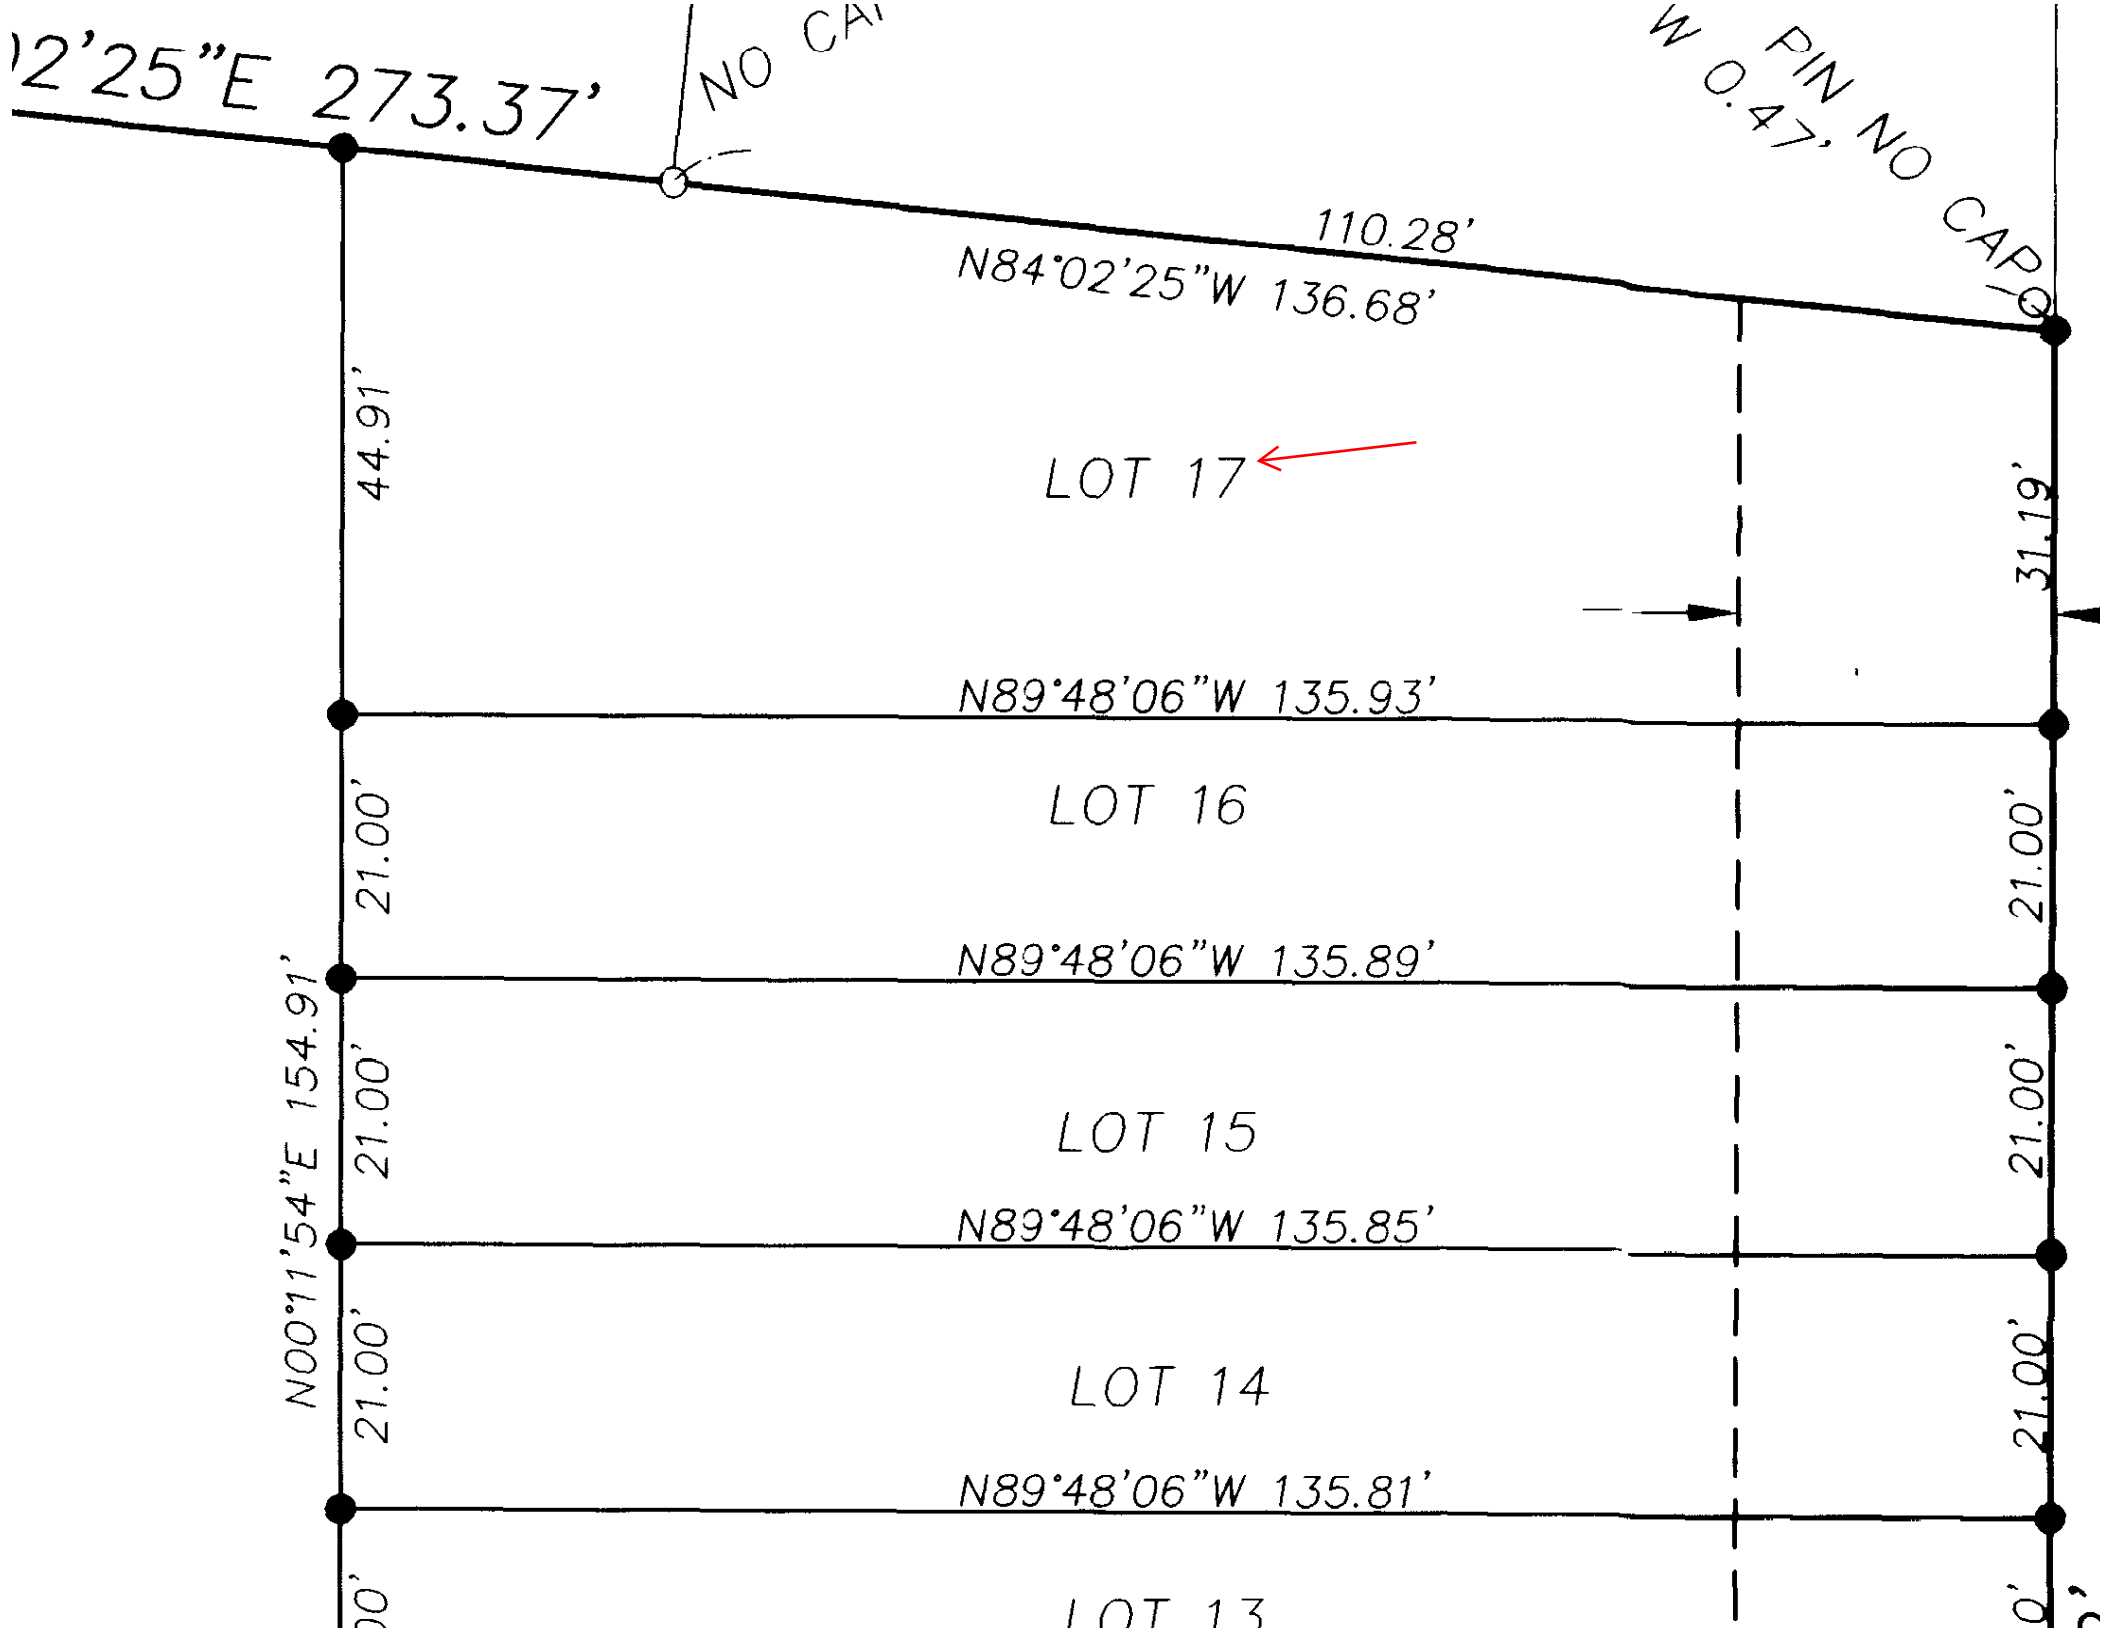 2'25"E 273.37'
NO
W 0.47'
PIN NO CAP
110.28'
N84°02'25"W 136.68'
44.91'
LOT 17
31.19'
N89°48'06"W 135.93'
21.00'
LOT 16
21.00'
N89°48'06"W 135.89'
N00°11'54"E 154.91'
21.00'
LOT 15
21.00'
N89°48'06"W 135.85'
21.00'
LOT 14
21.00'
N89°48'06"W 135.81'
LOT 13